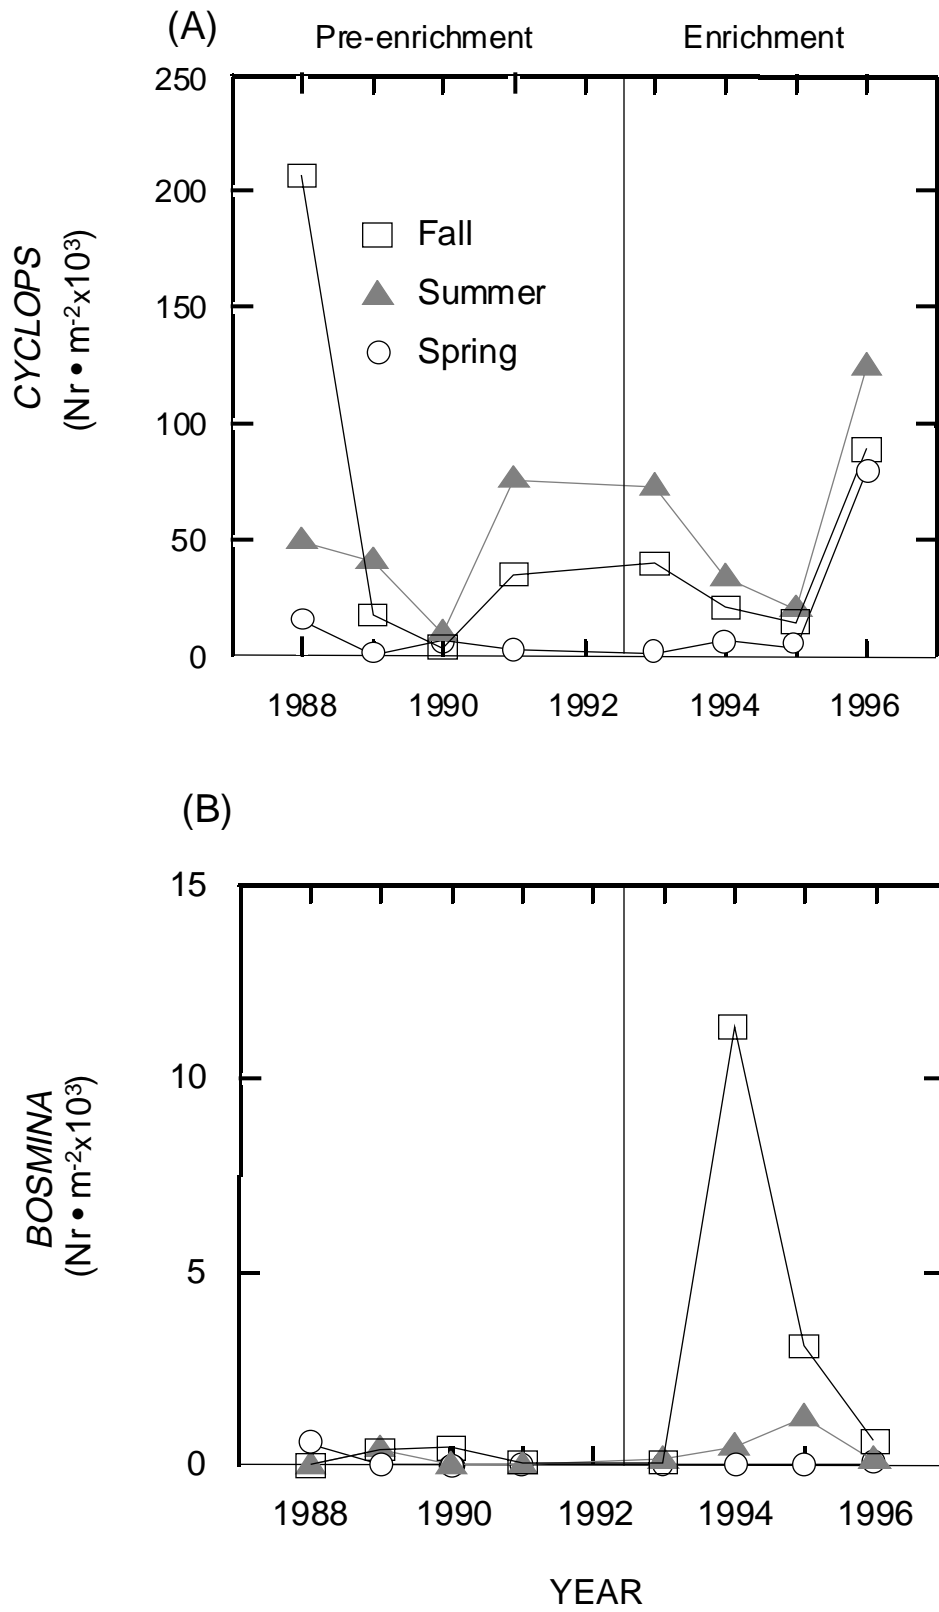 (A)
Pre-enrichment Enrichment
250
200
150
100
50
0
CYCLOPS
(Nr • m⁻²x10³)
Fall
Summer
Spring
1988 1990 1992 1994 1996
(B)
15
10
5
0
BOSMINA
(Nr • m⁻²x10³)
1988 1990 1992 1994 1996
YEAR